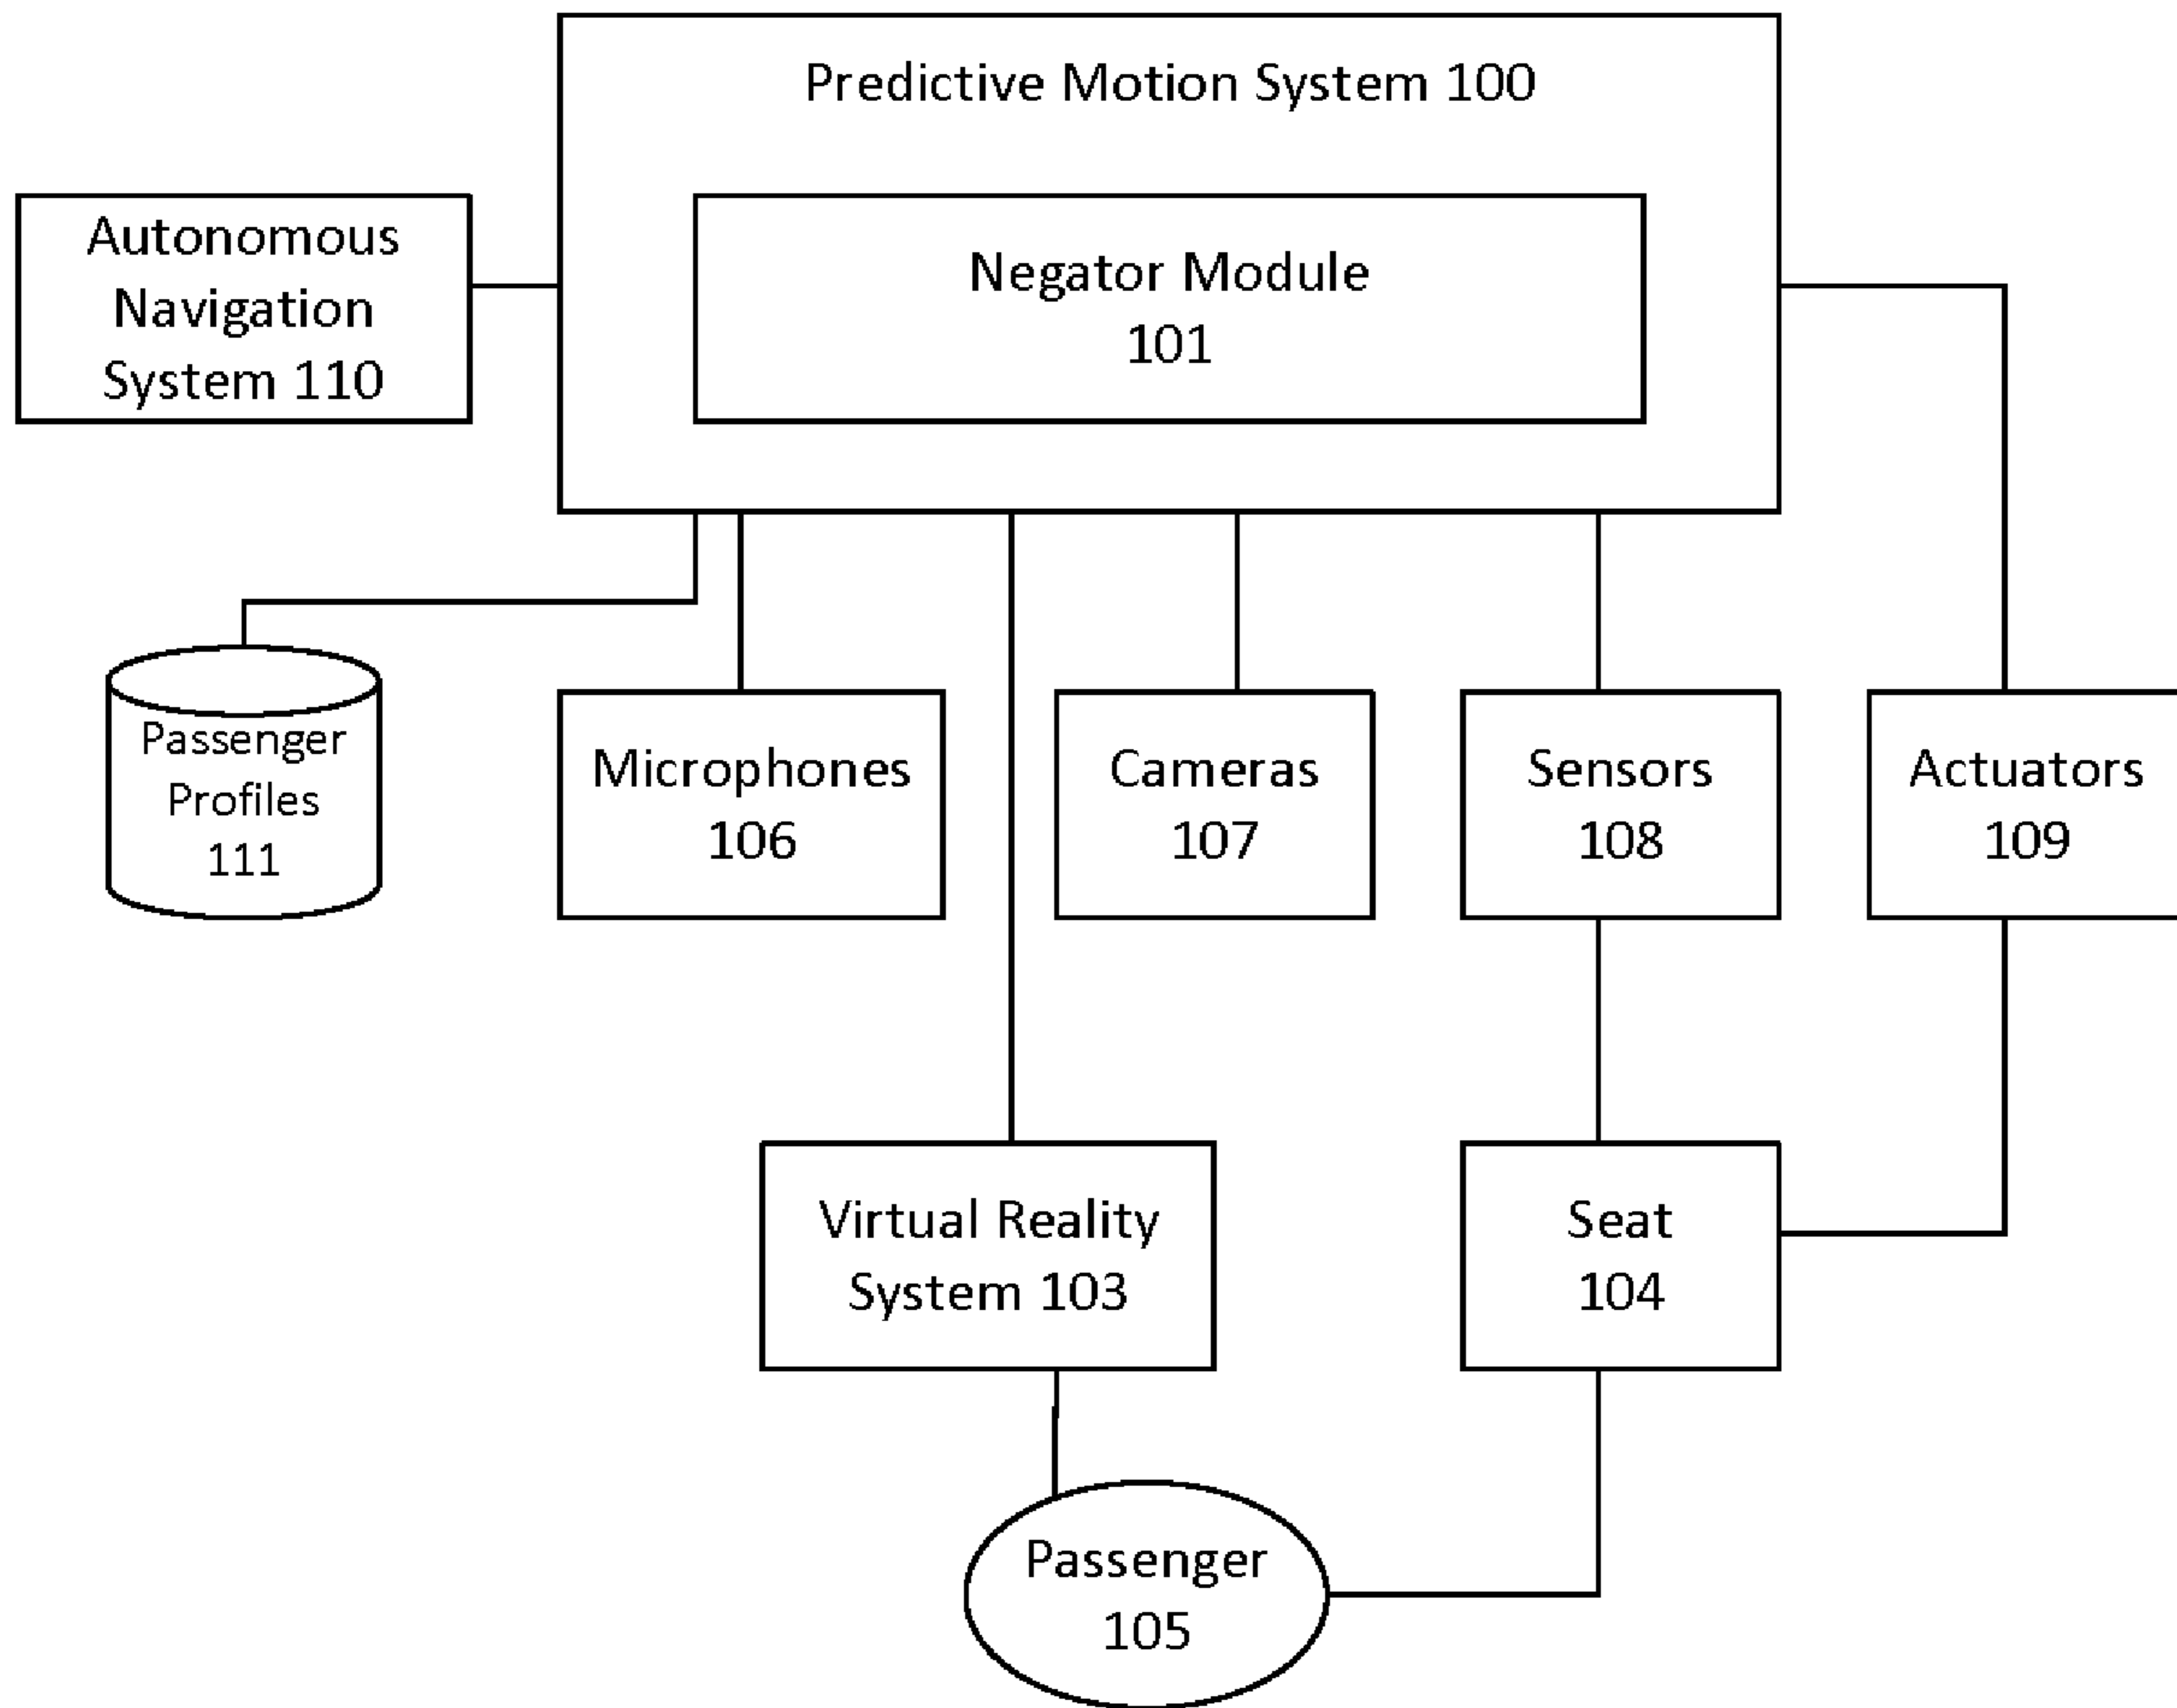 Predictive Motion System 100
Autonomous
Navigation
System 110
Negator Module
101
Passenger
Profiles
111
Microphones
106
Cameras
107
Sensors
108
Actuators
109
Virtual Reality
System 103
Seat
104
Passenger
105